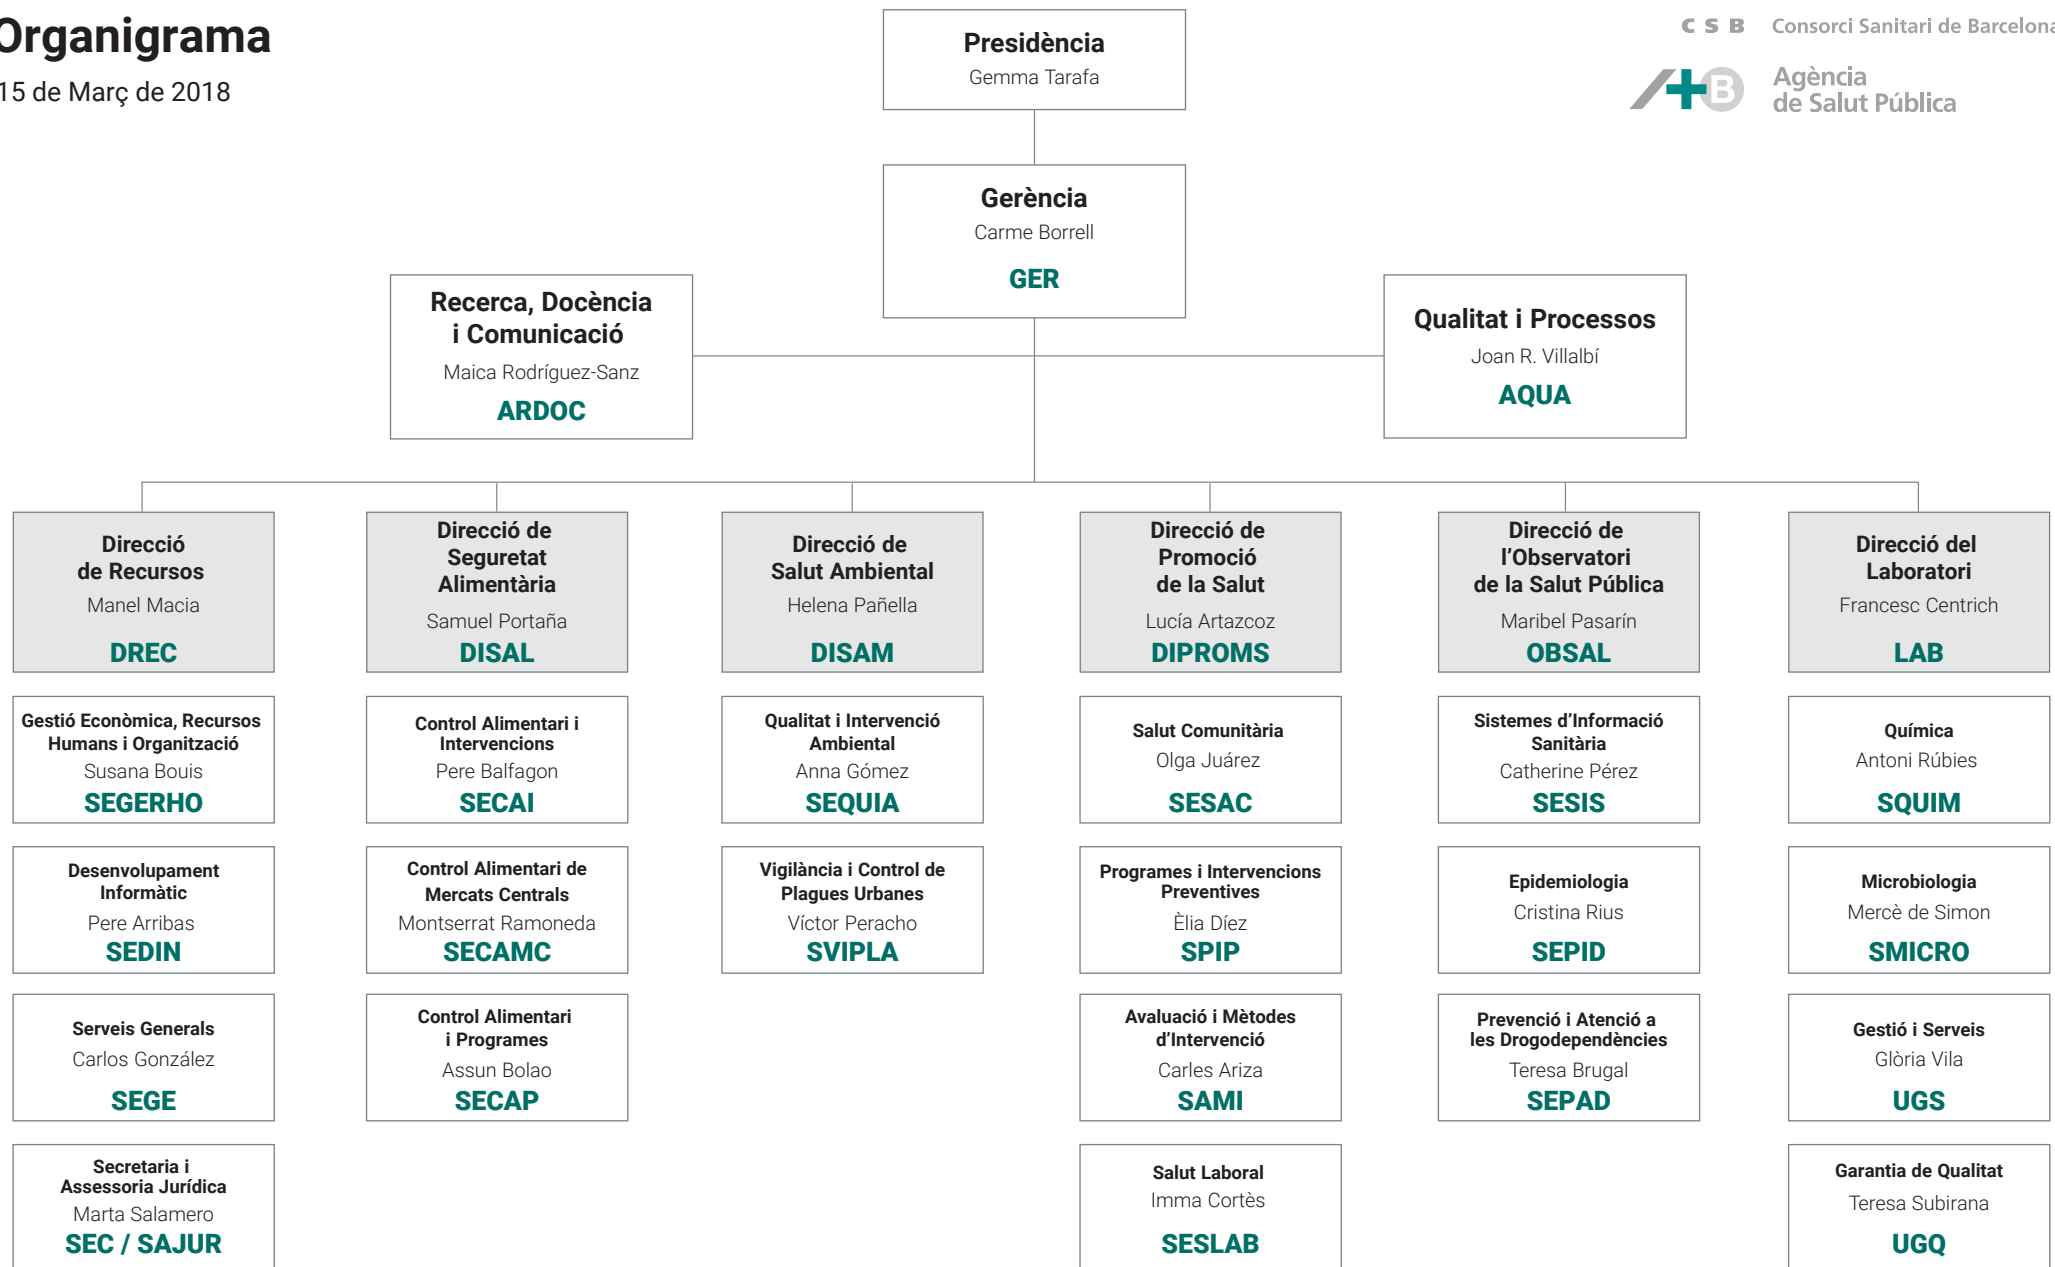 Organigrama
15 de Març de 2018
C S B Consorci Sanitari de Barcelona
B
Agència
de Salut Pública
Presidència
Gemma Tarafa
Gerència
Carme Borrell
GER
Recerca, Docència
i Comunicació
Maica Rodríguez-Sanz
ARDOC
Qualitat i Processos
Joan R. Villalbí
AQUA
Direcció
de Recursos
Manel Macia
DREC
Direcció de
Seguretat
Alimentària
Samuel Portaña
DISAL
Direcció de
Salut Ambiental
Helena Pañella
DISAM
Direcció de
Promoció
de la Salut
Lucía Artazcoz
DIPROMS
Direcció de
l’Observatori
de la Salut Pública
Maribel Pasarín
OBSAL
Direcció del
Laboratori
Francesc Centrich
LAB
Gestió Econòmica, Recursos
Humans i Organització
Susana Bouis
SEGERHO
Control Alimentari i
Intervencions
Pere Balfagon
SECAI
Qualitat i Intervenció
Ambiental
Anna Gómez
SEQUIA
Salut Comunitària
Olga Juárez
SESAC
Sistemes d’Informació
Sanitària
Catherine Pérez
SESIS
Química
Antoni Rúbies
SQUIM
Desenvolupament
Informàtic
Pere Arribas
SEDIN
Control Alimentari de
Mercats Centrals
Montserrat Ramoneda
SECAMC
Vigilància i Control de
Plagues Urbanes
Víctor Peracho
SVIPLA
Programes i Intervencions
Preventives
Èlia Díez
SPIP
Epidemiologia
Cristina Rius
SEPID
Microbiologia
Mercè de Simon
SMICRO
Serveis Generals
Carlos González
SEGE
Control Alimentari
i Programes
Assun Bolao
SECAP
Avaluació i Mètodes
d’Intervenció
Carles Ariza
SAMI
Prevenció i Atenció a
les Drogodependències
Teresa Brugal
SEPAD
Gestió i Serveis
Glòria Vila
UGS
Secretaria i
Assessoria Jurídica
Marta Salamero
SEC / SAJUR
Salut Laboral
Imma Cortès
SESLAB
Garantia de Qualitat
Teresa Subirana
UGQ